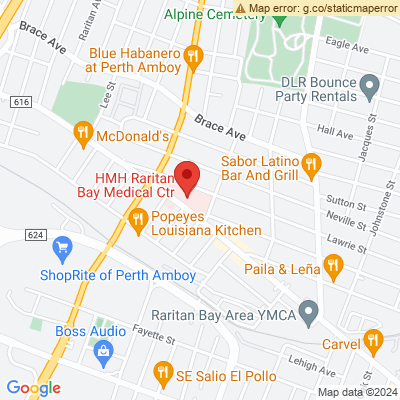 Map error: g.co/staticmaperror
Alpine Cemetery
Eagle Ave
Raritan Ave
Brace Ave
Blue Habanero
at Perth Amboy
DLR Bounce
Party Rentals
Lee St
616
Hall Ave
Brace Ave
McDonald's
Jacques St
Sabor Latino
Bar And Grill
HMH Raritan
Bay Medical Ctr
Sutton St
Johnstone St
Neville St
Popeyes
Louisiana Kitchen
624
Lawrie St
ShopRite of Perth Amboy
Paila & Leña
Raritan Bay Area YMCA
Boss Audio
Fayette St
Carvel
Lehigh Ave
SE Salio El Pollo
k St
Google
Map data ©2024